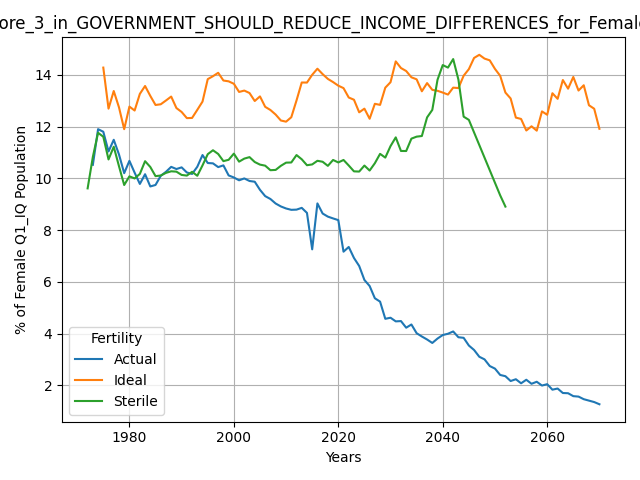 ore_3_in_GOVERNMENT_SHOULD_REDUCE_INCOME_DIFFERENCES_for_Female
% of Female Q1_IQ Population
14
12
10
8
6
4
2
Fertility
Actual
Ideal
Sterile
1980
2000
2020
2040
2060
Years